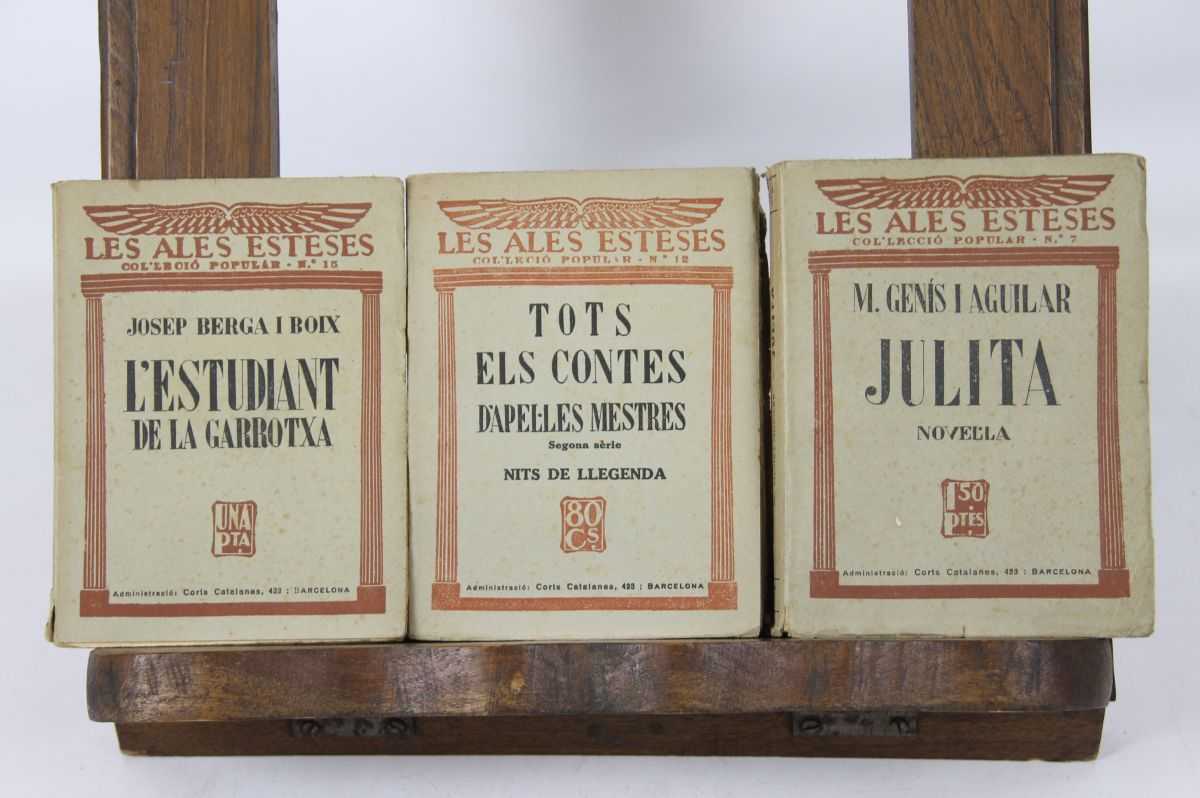 LES ALES ESTESES
COL·LECIÓ POPULAR - N.º 15
JOSEP BERGA I BOIX
L'ESTUDIANT
DE LA GARROTXA
UNA
PTA.
Administració: Corts Catalanes, 423 : BARCELONA
LES ALES ESTESES
COL·LECIÓ POPULAR - N.º 12
TOTS
ELS CONTES
D'APEL·LES MESTRES
Segona sèrie
NITS DE LLEGENDA
80
Cs.
Administració: Corts Catalanes, 423 : BARCELONA
LES ALES ESTESES
COL·LECCIÓ POPULAR - N.º 7
M. GENÍS I AGUILAR
JULITA
NOVEL·LA
1'50
PTES.
Administració: Corts Catalanes, 423 : BARCELONA